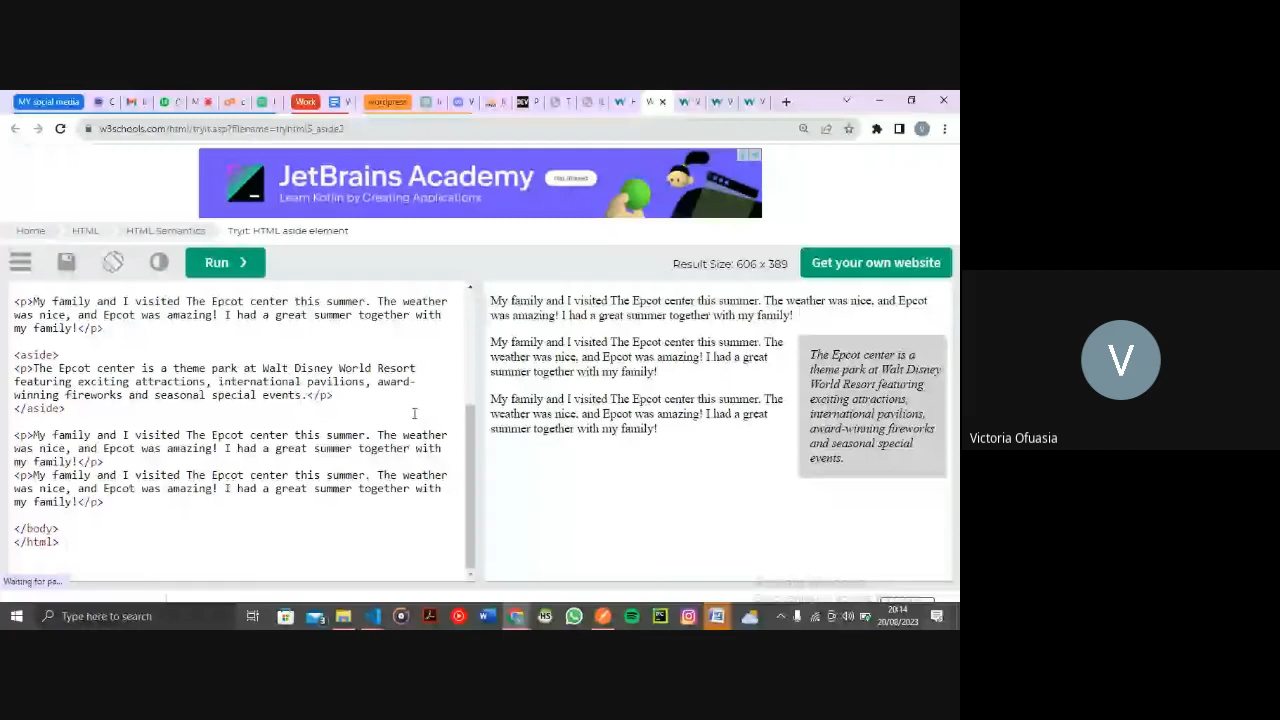 MY social media
Work
wordpress
w3schools.com/html/tryit.asp?filename=tryhtml5_aside2
JetBrains Academy
Learn Kotlin by Creating Applications
Home
HTML
HTML Semantics
Tryit: HTML aside element
Run ❯
Result Size: 606 x 389
Get your own website
<p>My family and I visited The Epcot center this summer. The weather
was nice, and Epcot was amazing! I had a great summer together with
my family!</p>
<aside>
<p>The Epcot center is a theme park at Walt Disney World Resort
featuring exciting attractions, international pavilions, award-
winning fireworks and seasonal special events.</p>
</aside>
<p>My family and I visited The Epcot center this summer. The weather
was nice, and Epcot was amazing! I had a great summer together with
my family!</p>
<p>My family and I visited The Epcot center this summer. The weather
was nice, and Epcot was amazing! I had a great summer together with
my family!</p>
</body>
</html>
My family and I visited The Epcot center this summer. The weather was nice, and Epcot
was amazing! I had a great summer together with my family!
My family and I visited The Epcot center this summer. The
weather was nice, and Epcot was amazing! I had a great
summer together with my family!
My family and I visited The Epcot center this summer. The
weather was nice, and Epcot was amazing! I had a great
summer together with my family!
The Epcot center is a
theme park at Walt Disney
World Resort featuring
exciting attractions,
international pavilions,
award-winning fireworks
and seasonal special
events.
Waiting for pa...
Type here to search
20:14
20/08/2023
V
Victoria Ofuasia